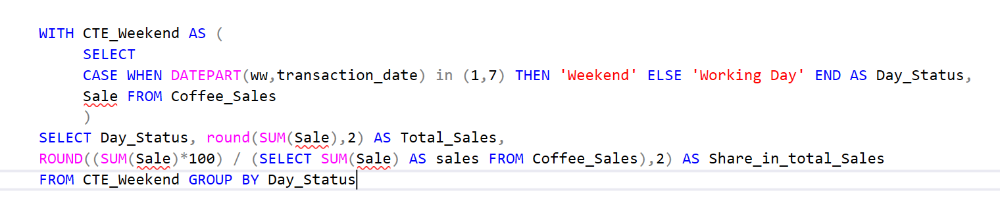 WITH CTE_Weekend AS (
SELECT
CASE WHEN DATEPART(ww,transaction_date) in (1,7) THEN 'Weekend' ELSE 'Working Day' END AS Day_Status,
Sale FROM Coffee_Sales
)
SELECT Day_Status, round(SUM(Sale),2) AS Total_Sales,
ROUND((SUM(Sale)*100) / (SELECT SUM(Sale) AS sales FROM Coffee_Sales),2) AS Share_in_total_Sales
FROM CTE_Weekend GROUP BY Day_Status